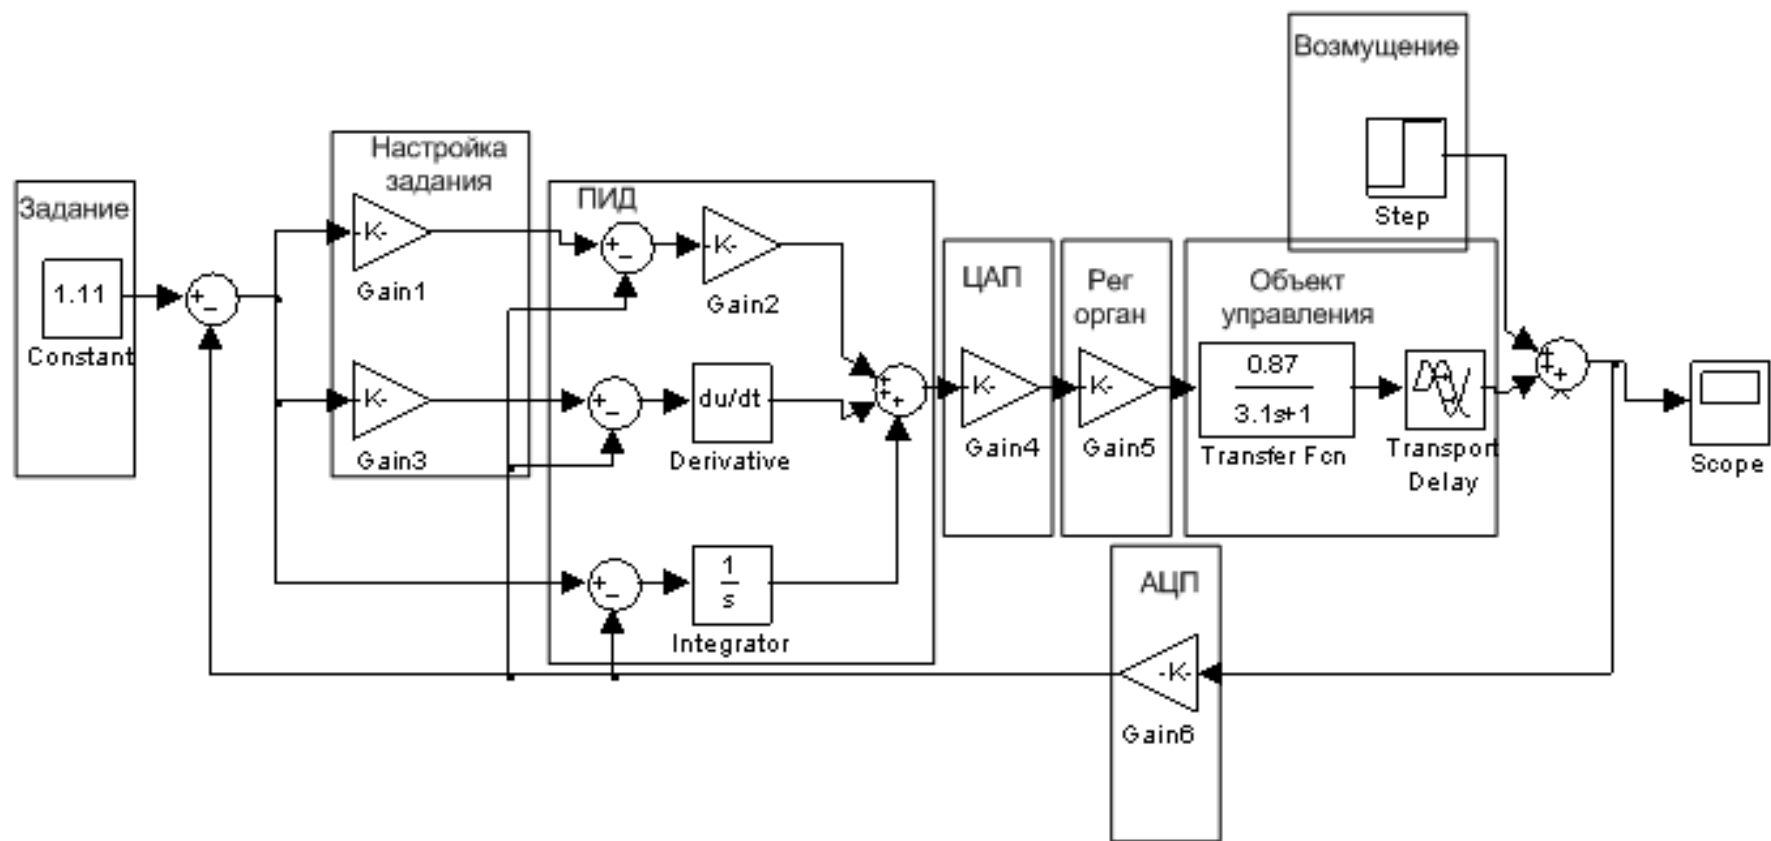 Возмущение
Step
Настройка
задания
-K-
Gain1
K-
Gain3
Задание
1.11
Constant
+
−
ПИД
+
−
-K-
Gain2
+
−
du/dt
Derivative
+
−
1
s
Integrator
+
+
+
ЦАП
K-
Gain4
Рег
орган
K-
Gain5
Объект
управления
0.87
3.1s+1
Transfer Fcn
Transport
Delay
+
+
+
Scope
АЦП
-K-
Gain6